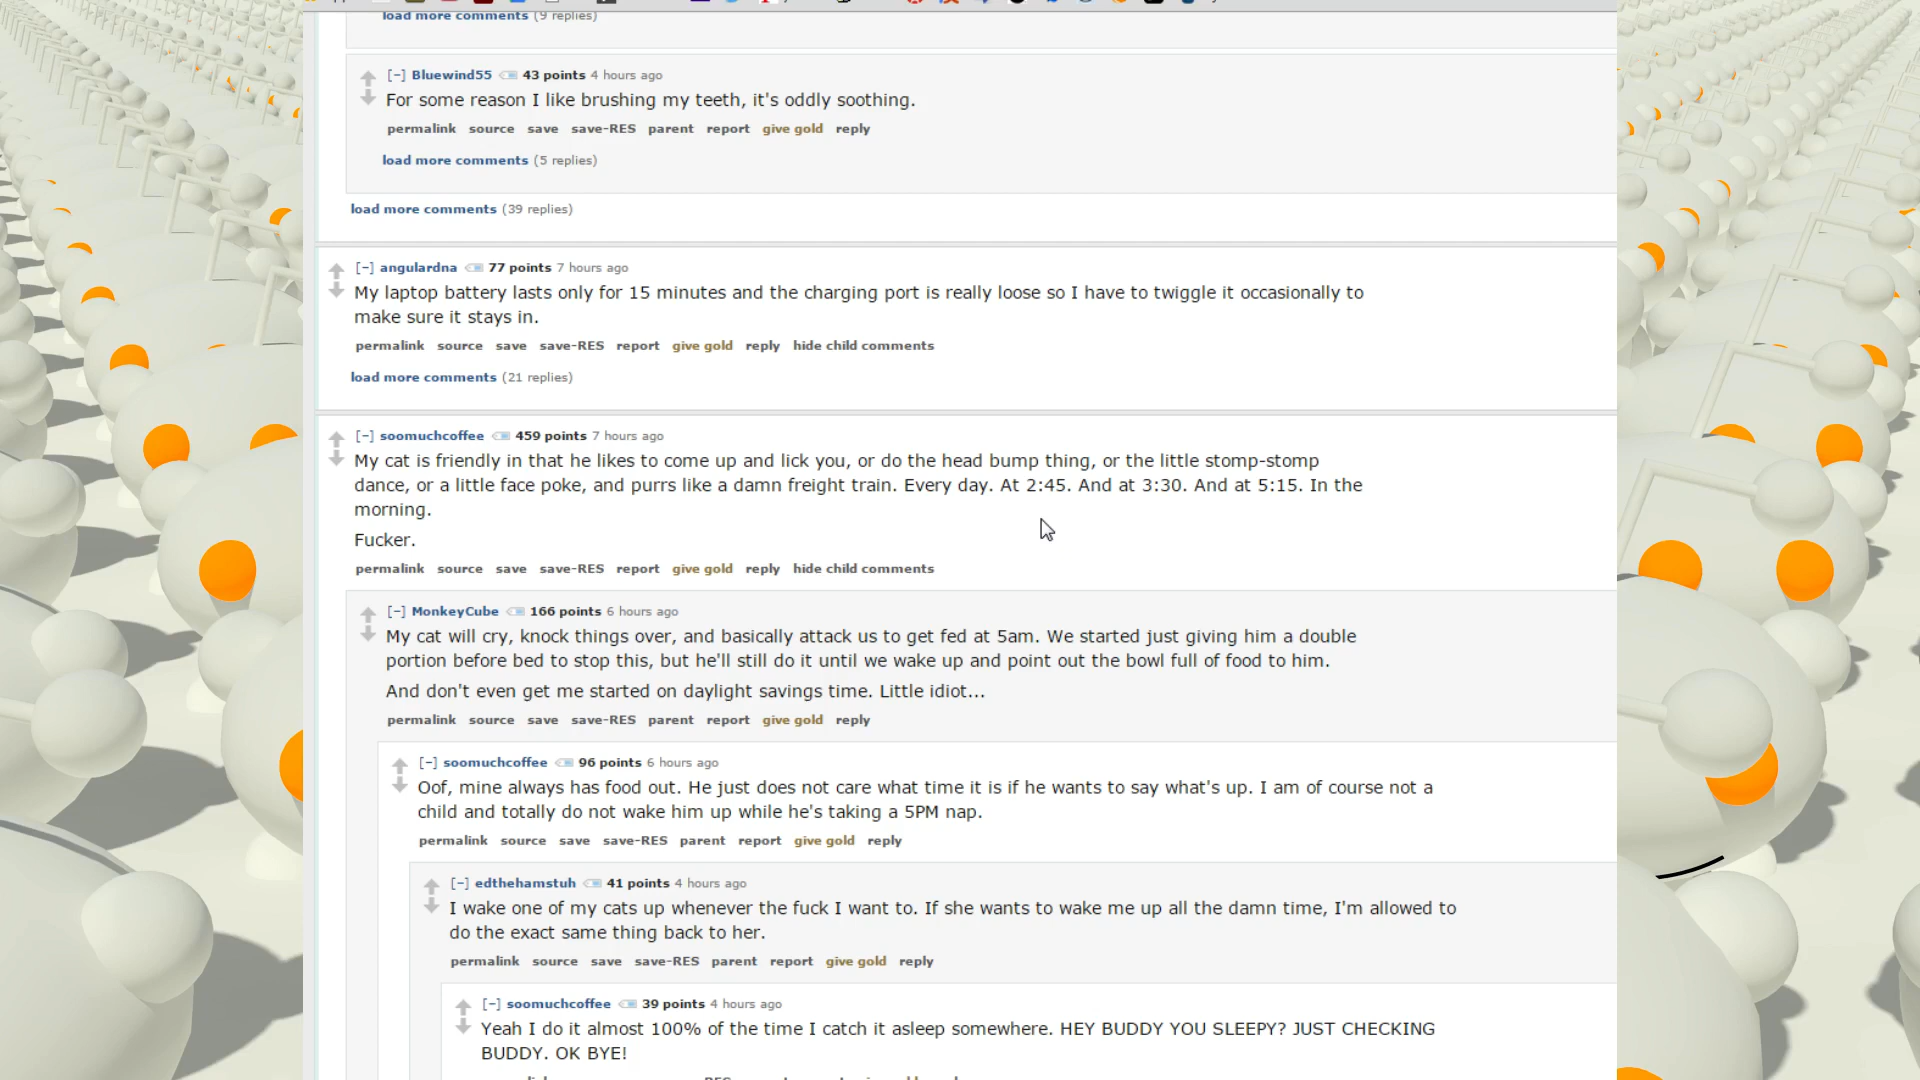 load more comments (9 replies)
[-] Bluewind55 43 points 4 hours ago
For some reason I like brushing my teeth, it's oddly soothing.
permalink source save save-RES parent report give gold reply
load more comments (5 replies)
load more comments (39 replies)
[-] angulardna 77 points 7 hours ago
My laptop battery lasts only for 15 minutes and the charging port is really loose so I have to twiggle it occasionally to
make sure it stays in.
permalink source save save-RES report give gold reply hide child comments
load more comments (21 replies)
[-] soomuchcoffee 459 points 7 hours ago
My cat is friendly in that he likes to come up and lick you, or do the head bump thing, or the little stomp-stomp
dance, or a little face poke, and purrs like a damn freight train. Every day. At 2:45. And at 3:30. And at 5:15. In the
morning.
Fucker.
permalink source save save-RES report give gold reply hide child comments
[-] MonkeyCube 166 points 6 hours ago
My cat will cry, knock things over, and basically attack us to get fed at 5am. We started just giving him a double
portion before bed to stop this, but he'll still do it until we wake up and point out the bowl full of food to him.
And don't even get me started on daylight savings time. Little idiot...
permalink source save save-RES parent report give gold reply
[-] soomuchcoffee 96 points 6 hours ago
Oof, mine always has food out. He just does not care what time it is if he wants to say what's up. I am of course not a
child and totally do not wake him up while he's taking a 5PM nap.
permalink source save save-RES parent report give gold reply
[-] edthehamstuh 41 points 4 hours ago
I wake one of my cats up whenever the fuck I want to. If she wants to wake me up all the damn time, I'm allowed to
do the exact same thing back to her.
permalink source save save-RES parent report give gold reply
[-] soomuchcoffee 39 points 4 hours ago
Yeah I do it almost 100% of the time I catch it asleep somewhere. HEY BUDDY YOU SLEEPY? JUST CHECKING
BUDDY. OK BYE!